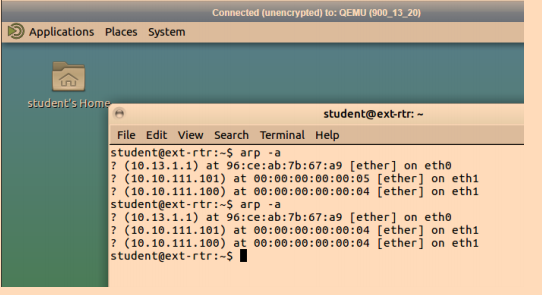 Connected (unencrypted) to: QEMU (900_13_20)
Applications Places System
student's Home
student@ext-rtr: ~
File Edit View Search Terminal Help
student@ext-rtr:~$ arp -a
? (10.13.1.1) at 96:ce:ab:7b:67:a9 [ether] on eth0
? (10.10.111.101) at 00:00:00:00:00:05 [ether] on eth1
? (10.10.111.100) at 00:00:00:00:00:04 [ether] on eth1
student@ext-rtr:~$ arp -a
? (10.13.1.1) at 96:ce:ab:7b:67:a9 [ether] on eth0
? (10.10.111.101) at 00:00:00:00:00:04 [ether] on eth1
? (10.10.111.100) at 00:00:00:00:00:04 [ether] on eth1
student@ext-rtr:~$